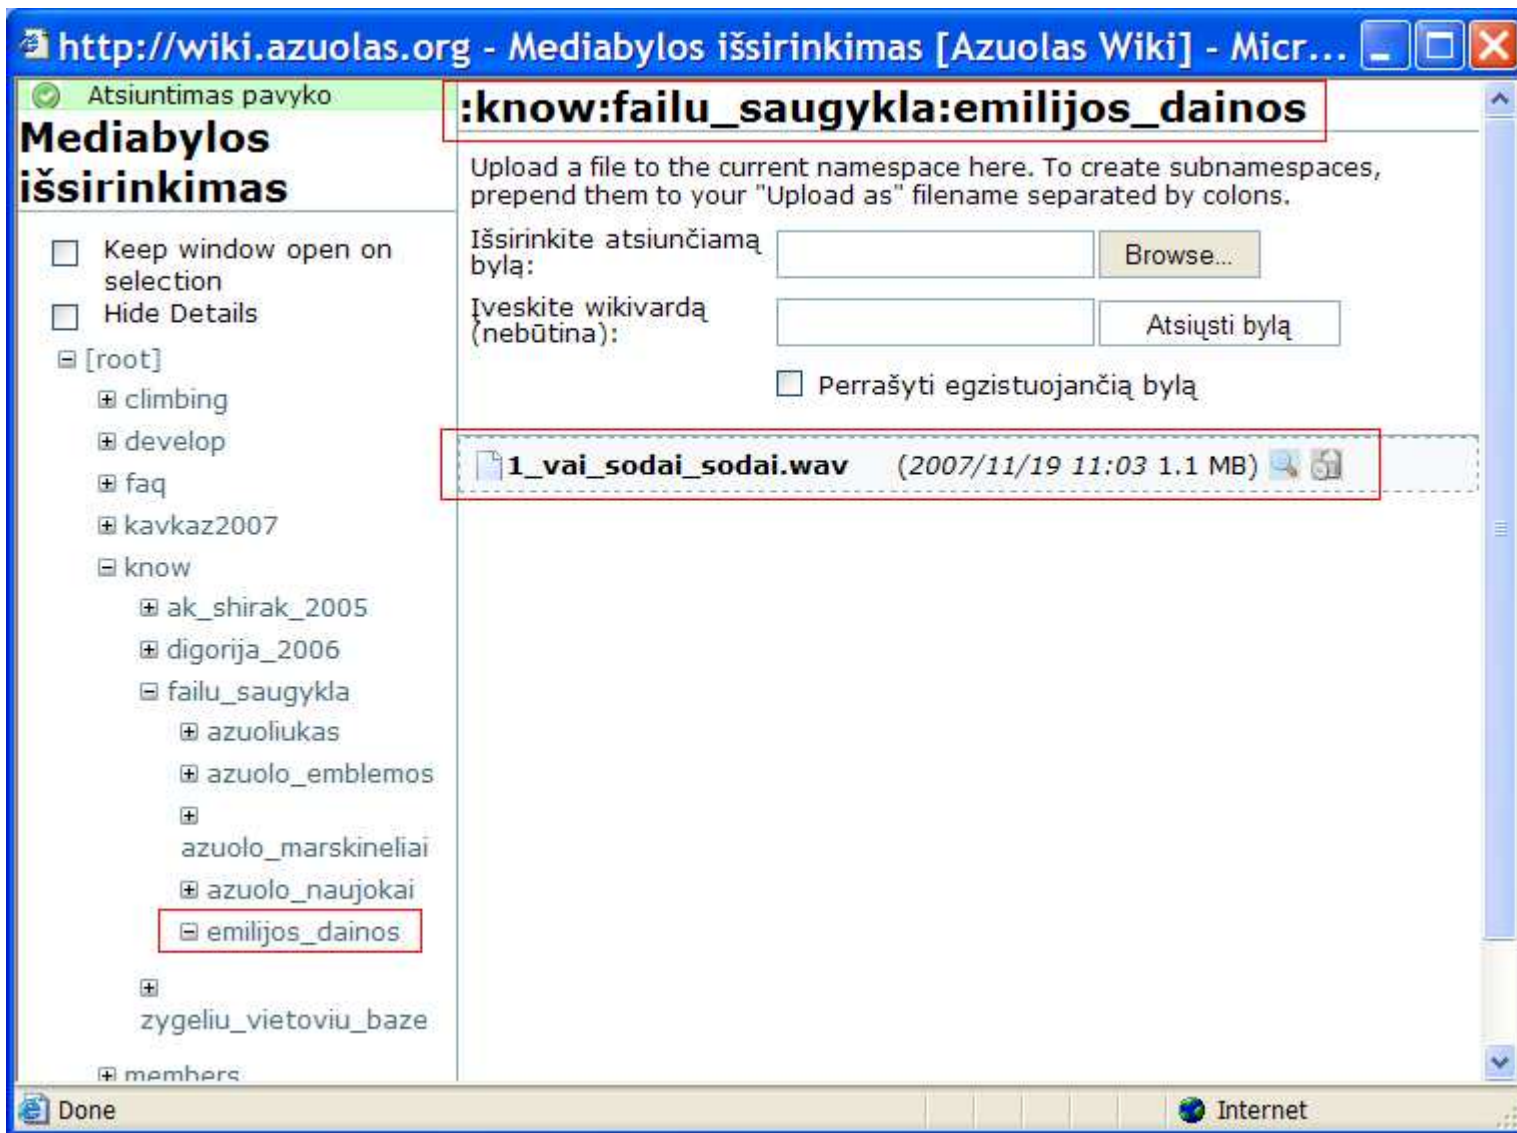 http://wiki.azuolas.org - Mediabylos išsirinkimas [Azuolas Wiki] - Micr...
Atsiuntimas pavyko
Mediabylos
išsirinkimas
Keep window open on
selection
Hide Details
[root]
climbing
develop
faq
kavkaz2007
know
ak_shirak_2005
digorija_2006
failu_saugykla
azuoliukas
azuolo_emblemos
azuolo_marskineliai
azuolo_naujokai
emilijos_dainos
zygeliu_vietoviu_baze
members
:know:failu_saugykla:emilijos_dainos
Upload a file to the current namespace here. To create subnamespaces,
prepend them to your "Upload as" filename separated by colons.
Išsirinkite atsiunčiamą
bylą:
Browse...
Įveskite wikivardą
(nebūtina):
Atsiųsti bylą
Perrašyti egzistuojančią bylą
1_vai_sodai_sodai.wav (2007/11/19 11:03 1.1 MB)
Done
Internet